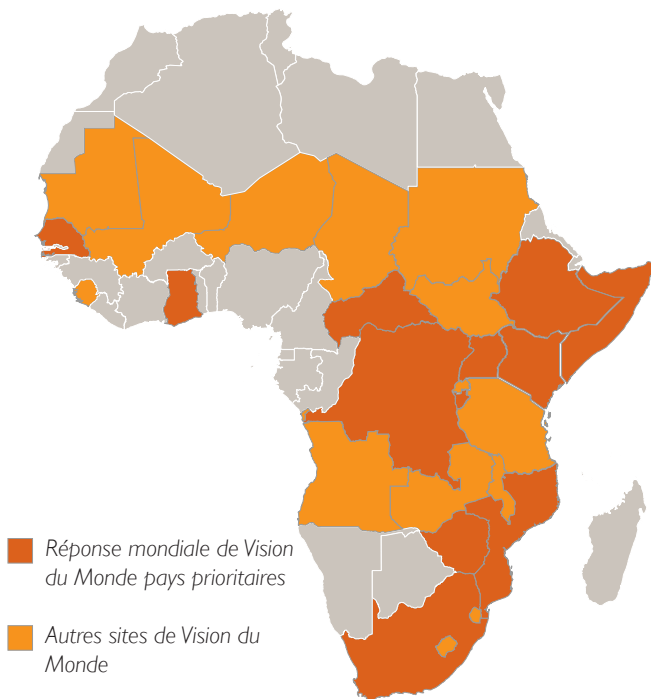 Réponse mondiale de Vision
du Monde pays prioritaires
Autres sites de Vision du
Monde